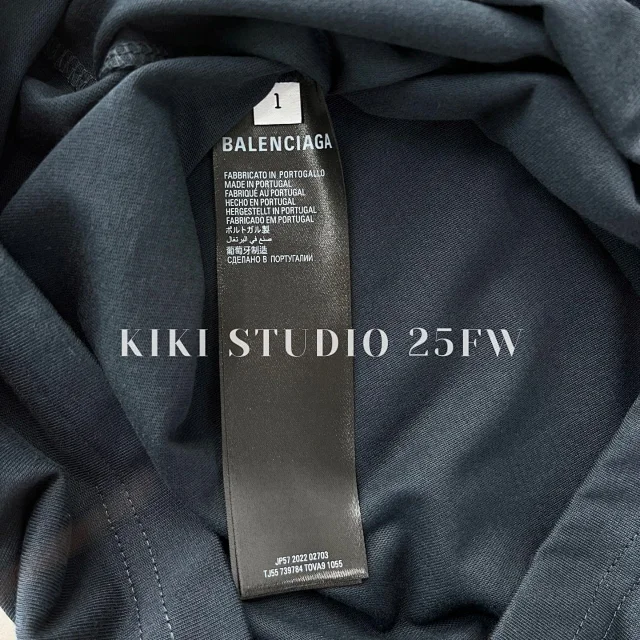 1
BALENCIAGA
FABBRICATO IN PORTOGALLO
MADE IN PORTUGAL
FABRIQUÉ AU PORTUGAL
HECHO EN PORTUGAL
HERGESTELLT IN PORTUGAL
FABRICADO EM PORTUGAL
ポルトガル製
صنع في البرتغال
葡萄牙制造
СДЕЛАНО В ПОРТУГАЛИИ
KIKI STUDIO 25FW
JP57 2022 02703
TJ55 739784 TOVA9 1055